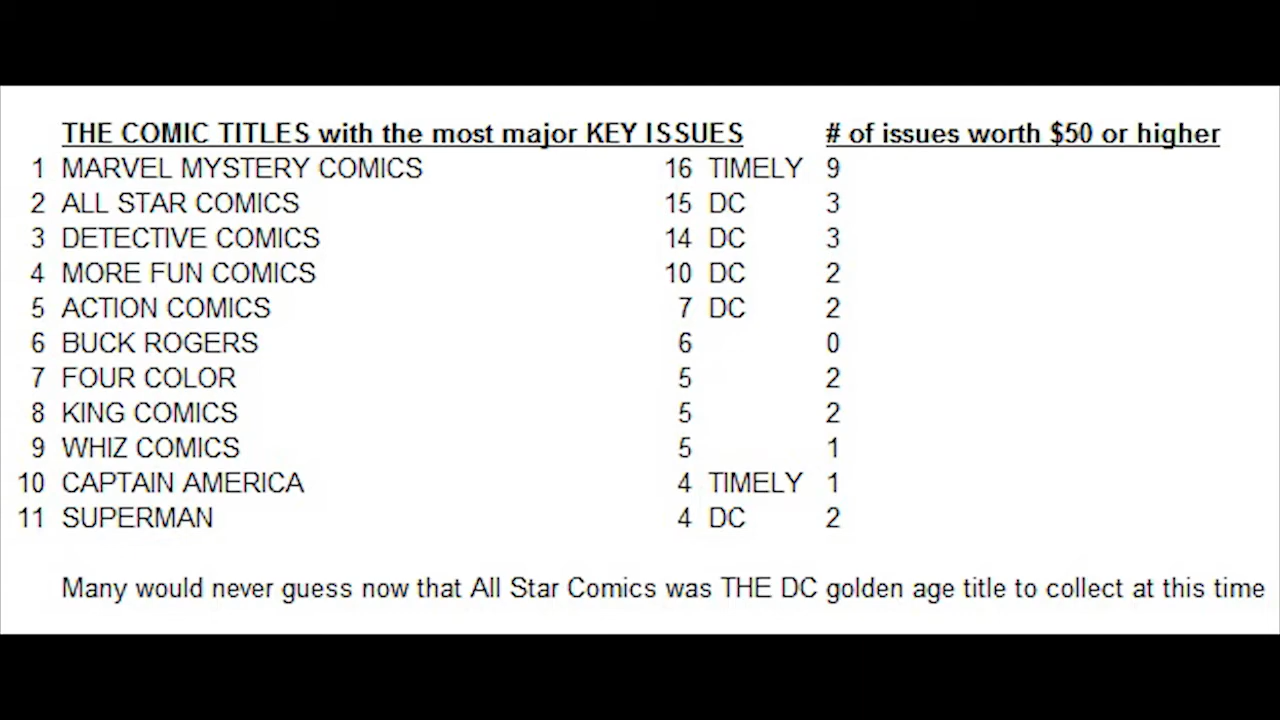 THE COMIC TITLES with the most major KEY ISSUES # of issues worth $50 or higher
1 MARVEL MYSTERY COMICS 16 TIMELY 9
2 ALL STAR COMICS 15 DC 3
3 DETECTIVE COMICS 14 DC 3
4 MORE FUN COMICS 10 DC 2
5 ACTION COMICS 7 DC 2
6 BUCK ROGERS 6 0
7 FOUR COLOR 5 2
8 KING COMICS 5 2
9 WHIZ COMICS 5 1
10 CAPTAIN AMERICA 4 TIMELY 1
11 SUPERMAN 4 DC 2
Many would never guess now that All Star Comics was THE DC golden age title to collect at this time